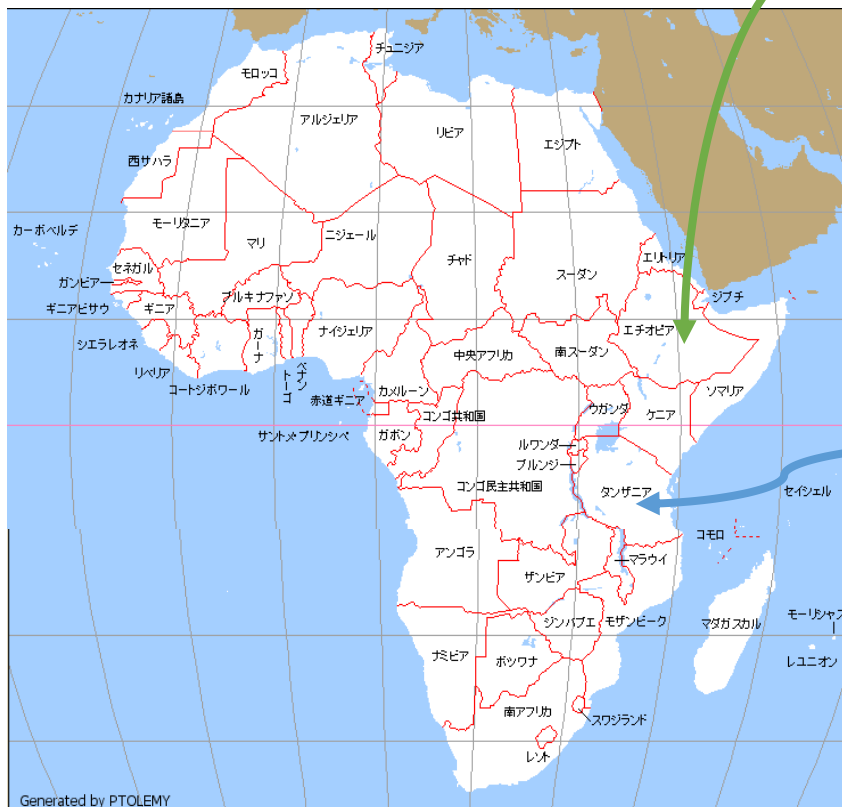 チュニジア
モロッコ
カナリア諸島
アルジェリア
リビア
エジプト
西サハラ
モーリタニア
カーボベルデ
マリ
ニジェール
チャド
スーダン
エリトリア
セネガル
ガンビア
ブルキナファソ
ジブチ
ギニアビサウ
ギニア
ガーナ
ナイジェリア
エチオピア
シエラレオネ
中央アフリカ
南スーダン
リベリア
コートジボワール
トーゴ
ベナン
赤道ギニア
カメルーン
ソマリア
ウガンダ
ケニア
コンゴ共和国
サントメプリンシペ
ガボン
ルワンダ
ブルンジ
コンゴ民主共和国
タンザニア
セイシェル
コモロ
アンゴラ
マラウイ
ザンビア
ジンバブエ
モザンビーク
マダガスカル
モーリシャス
ナミビア
ボツワナ
レユニオン
南アフリカ
スワジランド
レソト
Generated by PTOLEMY